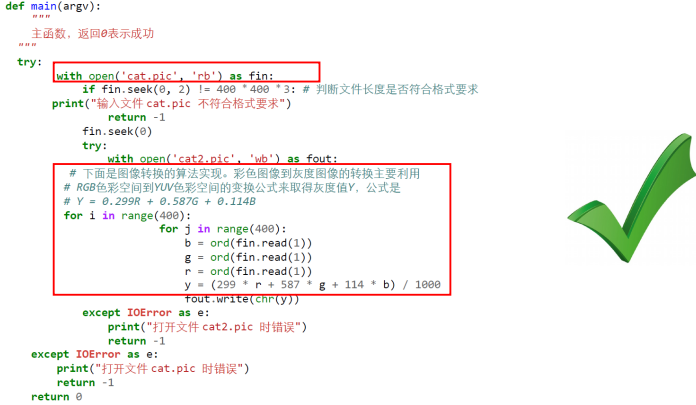 def main(argv):
"""
主函数，返回0表示成功
"""
try:
with open('cat.pic', 'rb') as fin:
if fin.seek(0, 2) != 400 *400 *3: # 判断文件长度是否符合格式要求
print("输入文件 cat.pic 不符合格式要求")
return -1
fin.seek(0)
try:
with open('cat2.pic', 'wb') as fout:
# 下面是图像转换的算法实现。彩色图像到灰度图像的转换主要利用
# RGB色彩空间到YUV色彩空间的变换公式来取得灰度值Y，公式是
# Y = 0.299R + 0.587G + 0.114B
for i in range(400):
for j in range(400):
b = ord(fin.read(1))
g = ord(fin.read(1))
r = ord(fin.read(1))
y = (299 * r + 587 * g + 114 * b) / 1000
fout.write(chr(y))
except IOError as e:
print("打开文件 cat2.pic 时错误")
return -1
except IOError as e:
print("打开文件 cat.pic 时错误")
return -1
return 0